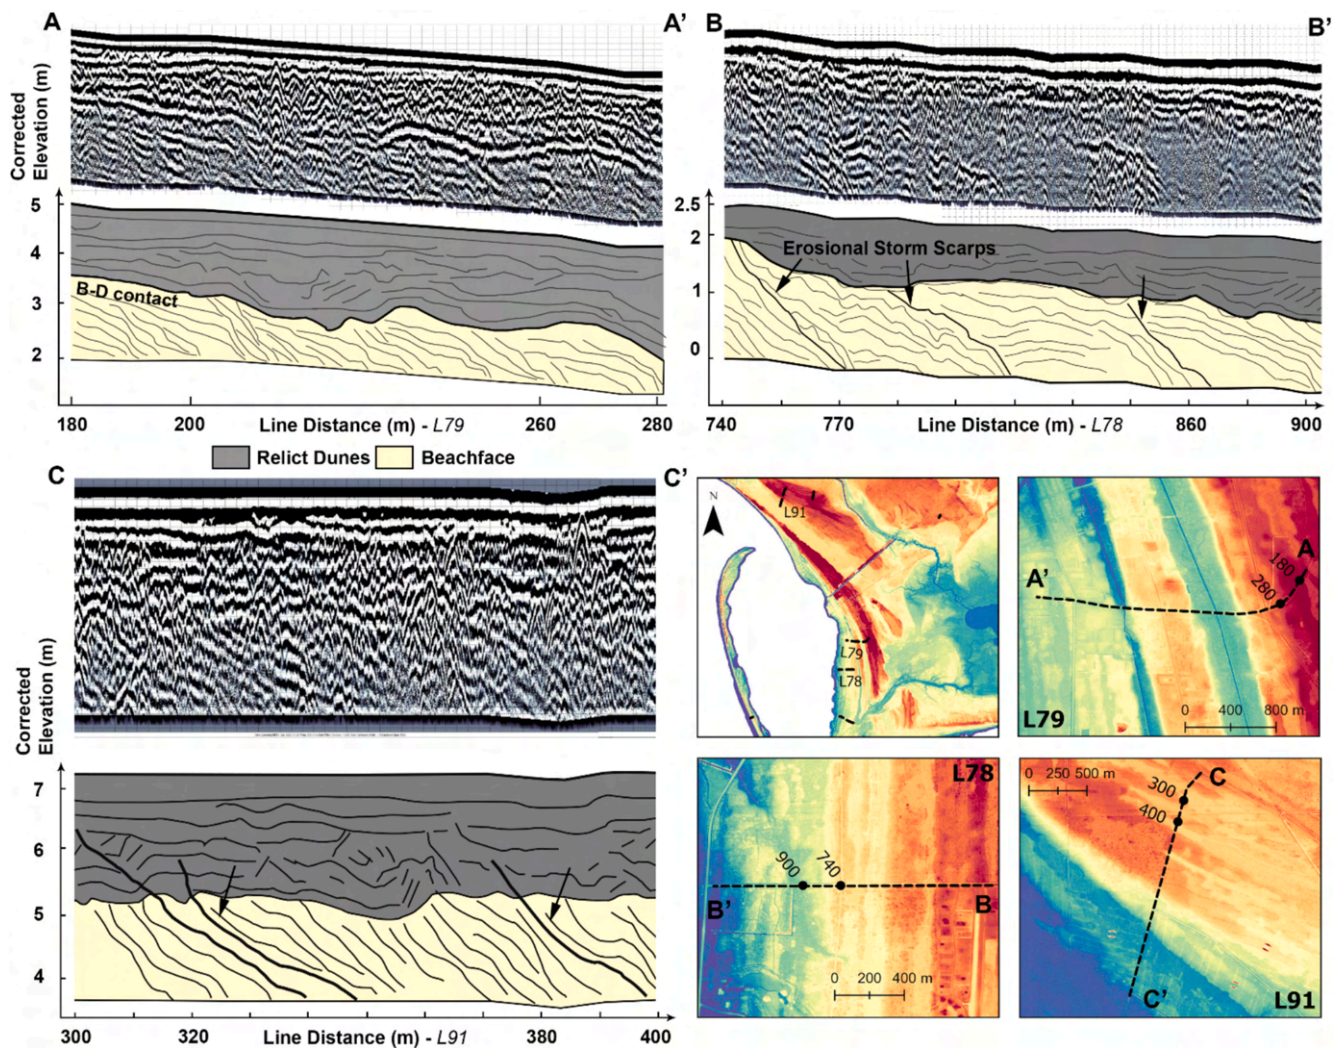 A
A'
B
B'
Corrected
Elevation (m)
5
4
3
2
B-D contact
180
200
Line Distance (m) - L79
260
280
2.5
2
1
0
Erosional Storm Scarps
740
770
Line Distance (m) - L78
860
900
Relict Dunes
Beachface
C
C'
Corrected
Elevation (m)
7
6
5
4
300
320
Line Distance (m) - L91
380
400
N
L91
L79
L78
A
A'
180
280
L79
0 400 800 m
L78
900
740
B'
B
0 200 400 m
0 250 500 m
C
300
400
C'
L91